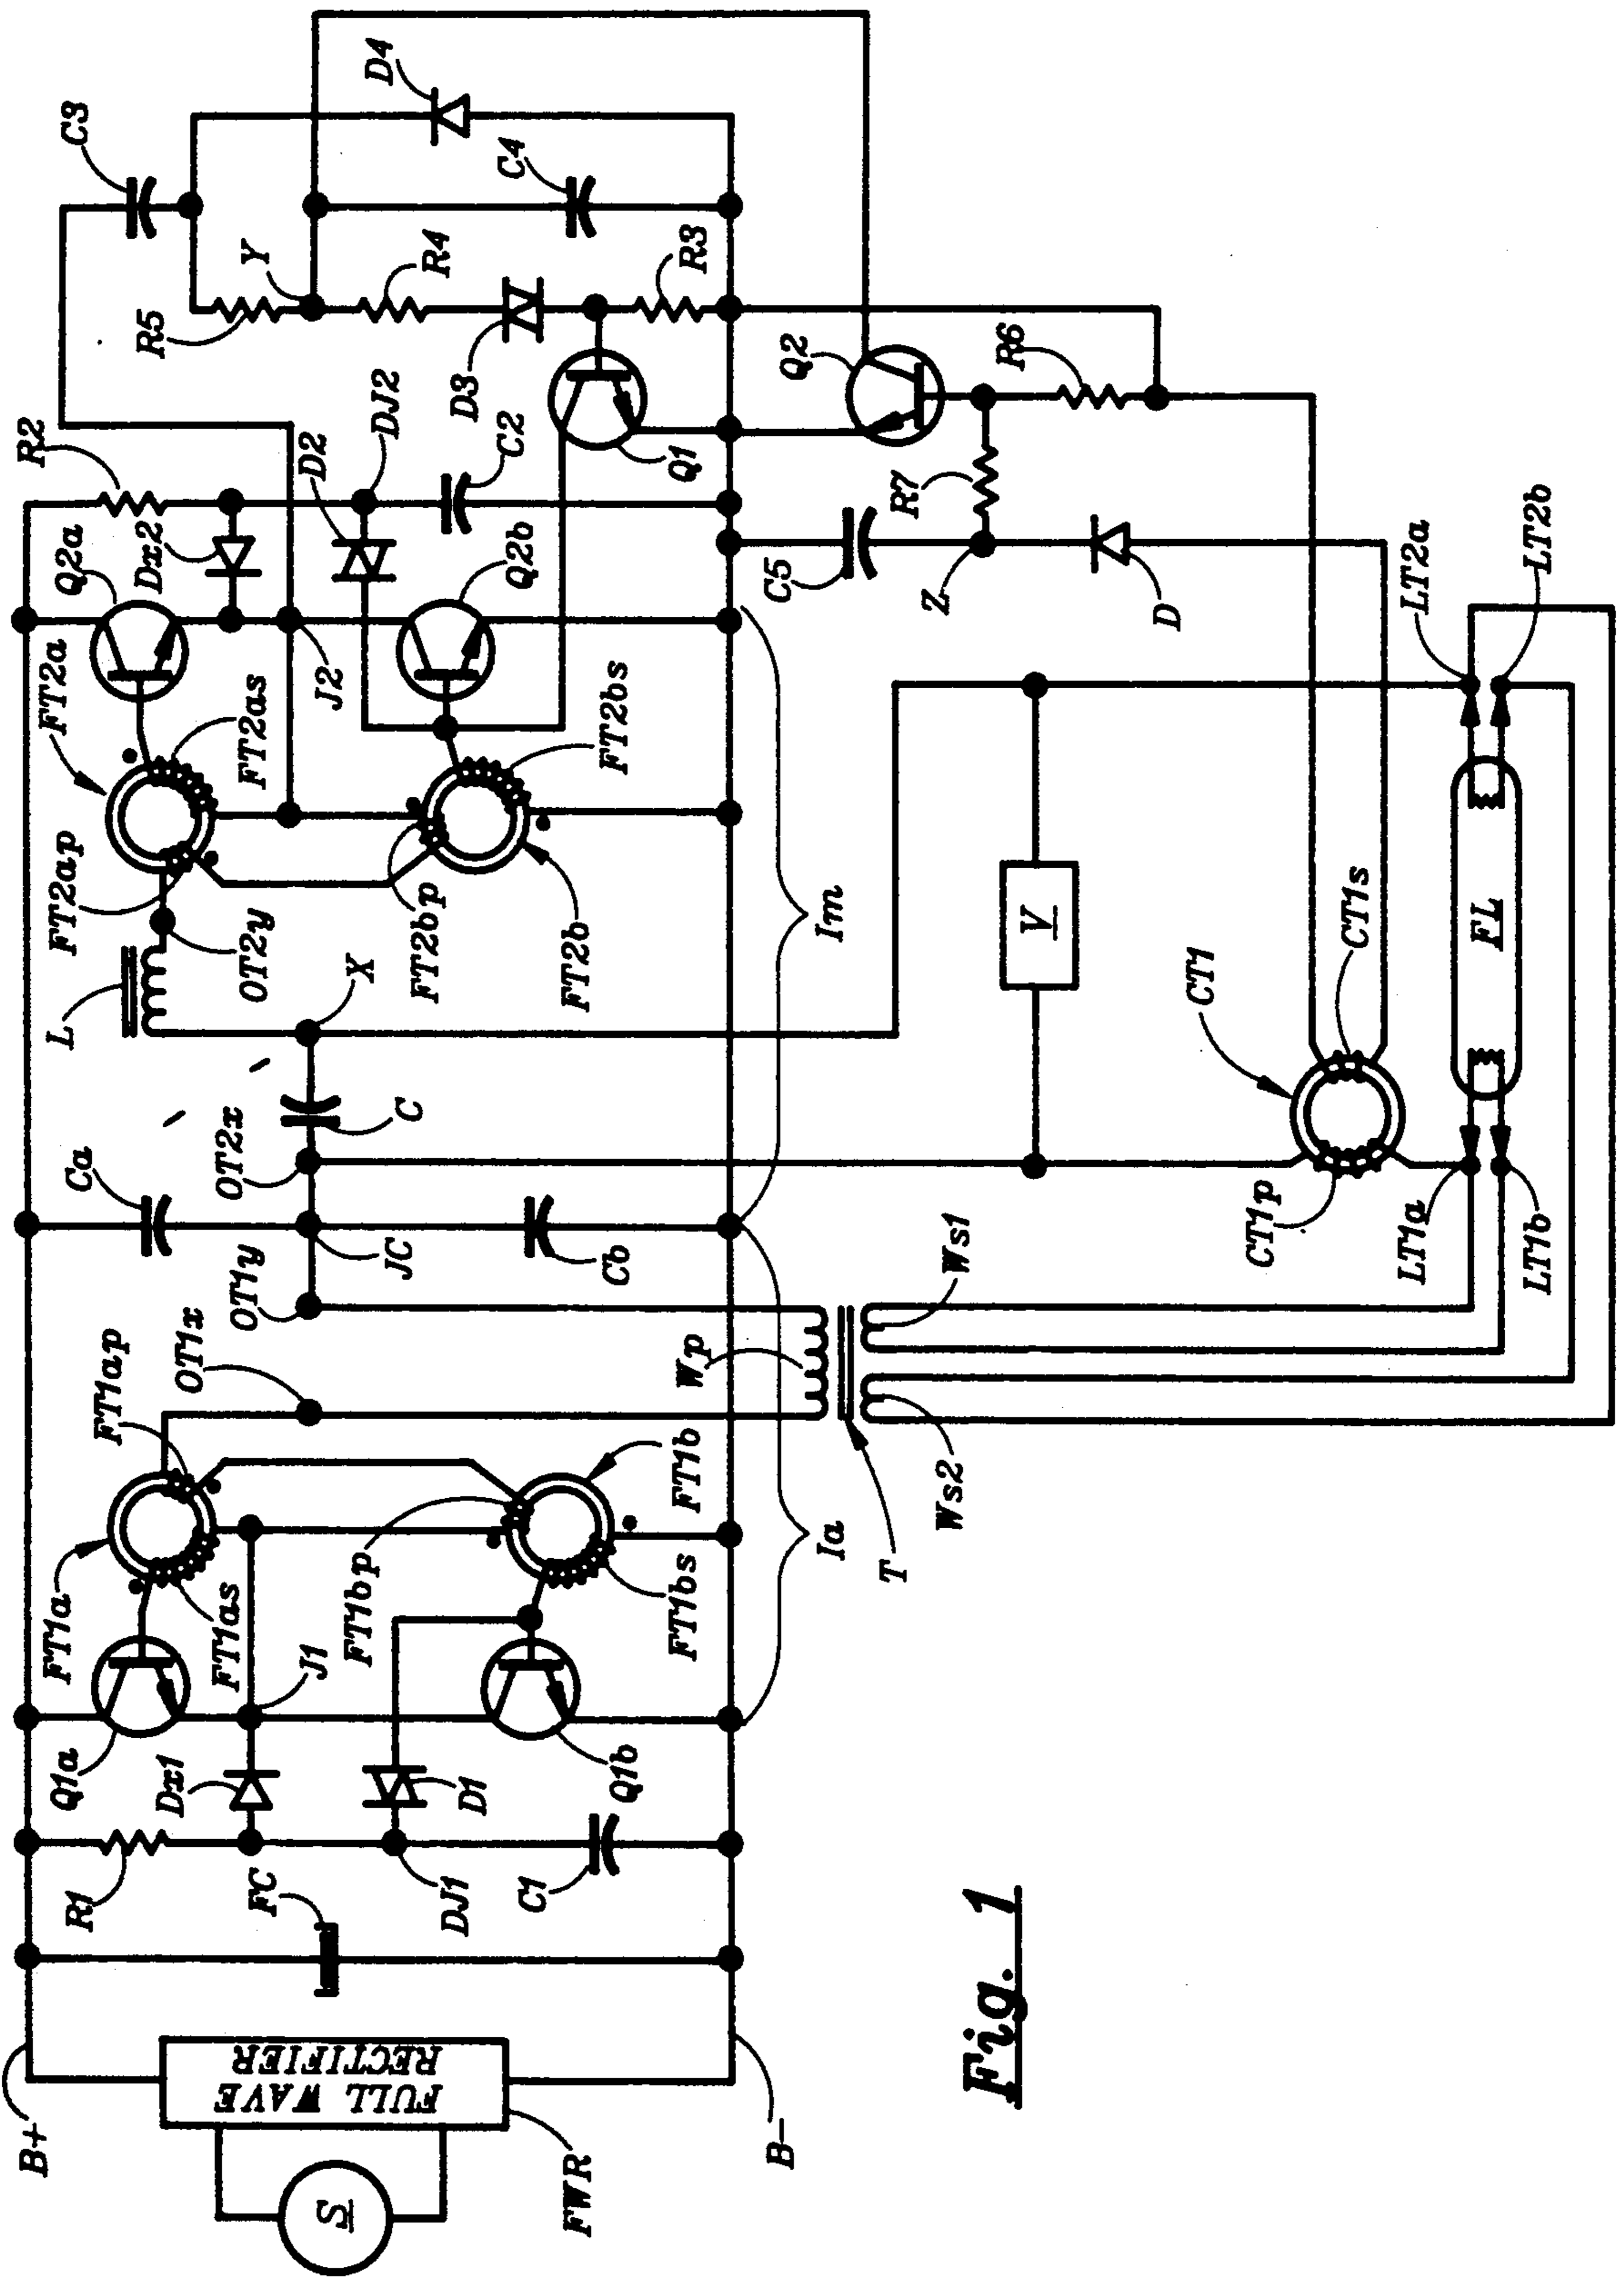 B+
S
FULL WAVE
RECTIFIER
FWR
B-
FC
R1
DJ1
C1
Dx1
D1
Q1a
Q1b
J1
FT1a
FT1as
FT1bp
FT1bs
FT1b
FT1ap
OT1x
OT1y
Ia
T
Wp
Ws2
Ws1
JC
Ca
Cb
OT2x
C
X
L
OT2y
FT2ap
FT2bp
FT2b
Im
FT2a
FT2as
FT2bs
J2
Q2a
Q2b
Dx2
R2
D2
DJ2
C2
Q1
D3
R3
R4
R5
Y
C3
C4
D4
Q2
R6
R7
C5
Z
D
V
CT1
CT1s
CT1p
FL
LT1a
LT1b
LT2a
LT2b
Fig. 1